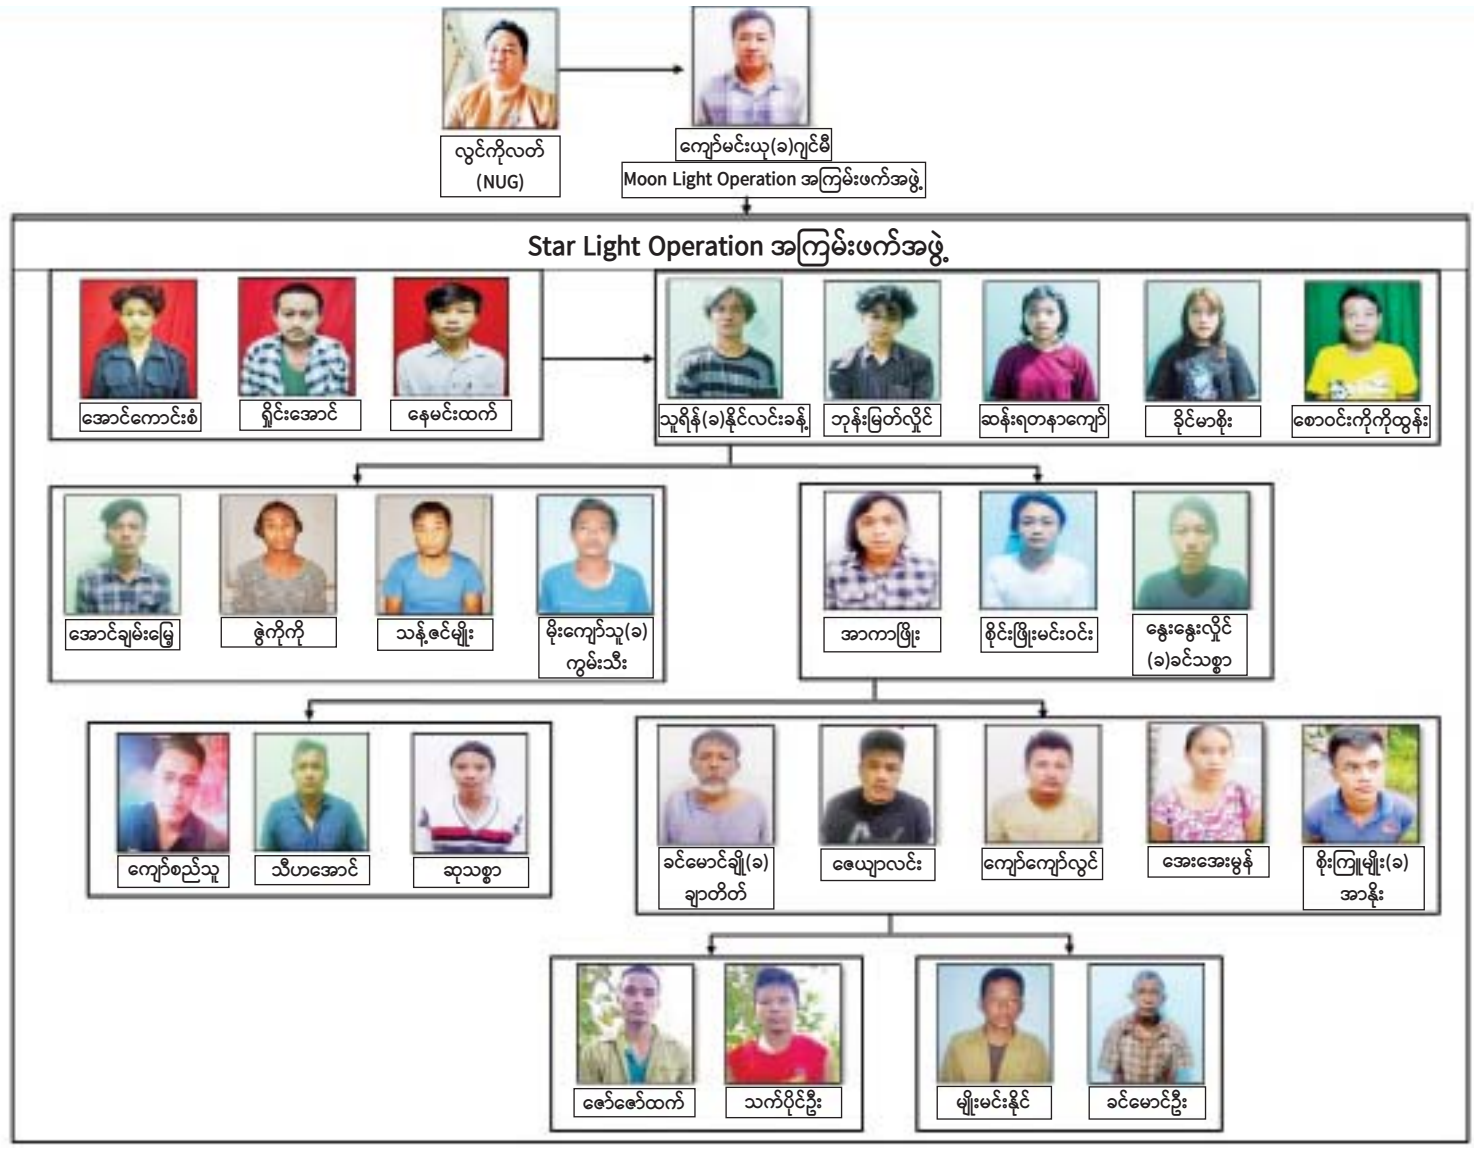 လွင်ကိုလတ်
(NUG)
ကျော်မင်းယု(ခ)ဂျင်မီ
Moon Light Operation အကြမ်းဖက်အဖွဲ့
Star Light Operation အကြမ်းဖက်အဖွဲ့
အောင်ကောင်းစံ
ရှိုင်းအောင်
နေမင်းထက်
သူရိန်(ခ)နိုင်လင်းခန့်
ဘုန်းမြတ်လှိုင်
ဆန်းရတနာကျော်
ခိုင်မာစိုး
စောဝင်းကိုကိုထွန်း
အောင်ချမ်းမြွေ့
ဇွဲကိုကို
သန့်ဇင်မျိုး
မိုးကျော်သူ(ခ)
ကွမ်းသီး
အာကာဖြိုး
စိုင်းဖြိုးမင်းဝင်း
နွေးနွေးလှိုင်
(ခ)ခင်သစ္စာ
ကျော်စည်သူ
သီဟအောင်
ဆုသစ္စာ
ခင်မောင်ချို(ခ)
ချာတိတ်
ဇေယျာလင်း
ကျော်ကျော်လွင်
အေးအေးမွန်
စိုးကြူမျိုး(ခ)
အာနိုး
ဇော်ဇော်ထက်
သက်ပိုင်ဦး
မျိုးမင်းနိုင်
ခင်မောင်ဦး